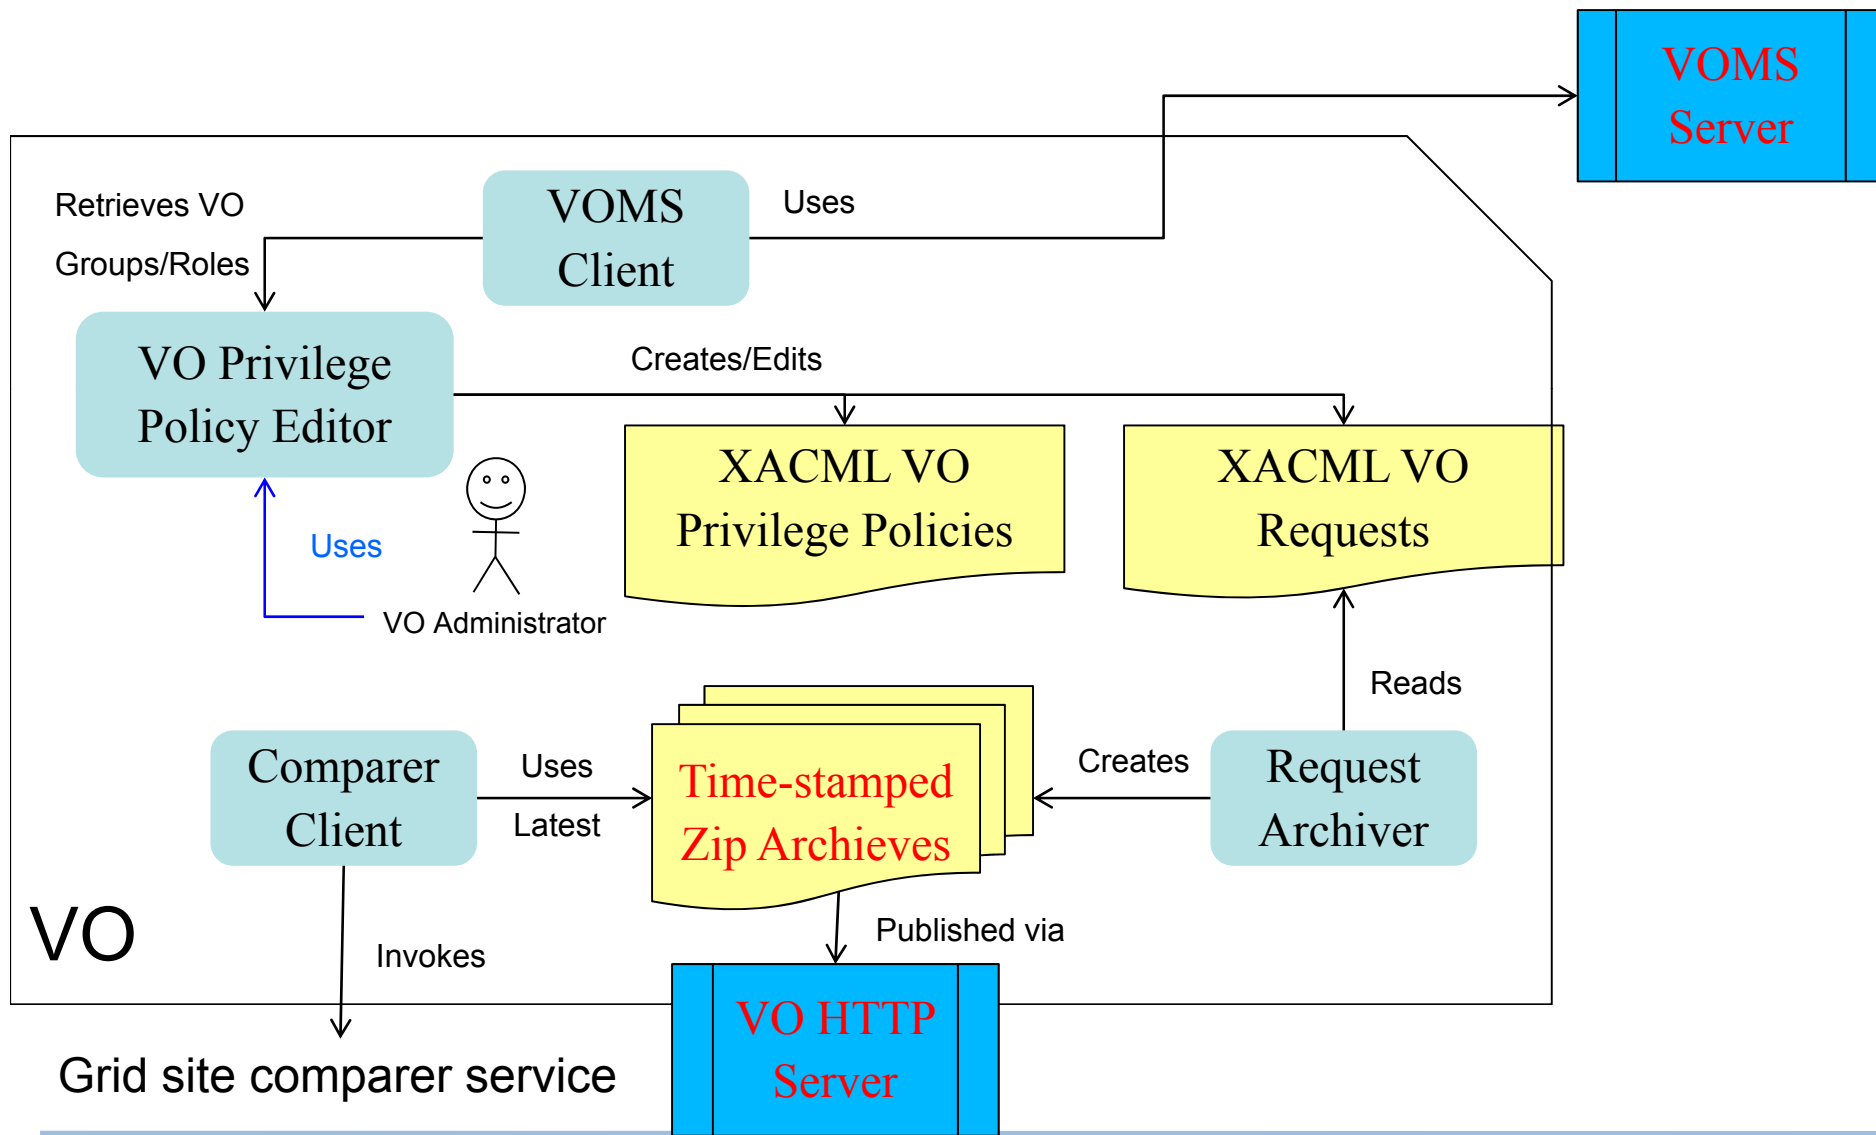 VOMS
Server
Retrieves VO
Groups/Roles
VOMS
Client
Uses
VO Privilege
Policy Editor
Creates/Edits
XACML VO
Privilege Policies
XACML VO
Requests
Uses
VO Administrator
Reads
Comparer
Client
Uses
Latest
Time-stamped
Zip Archieves
Creates
Request
Archiver
VO
Invokes
Published via
VO HTTP
Server
Grid site comparer service